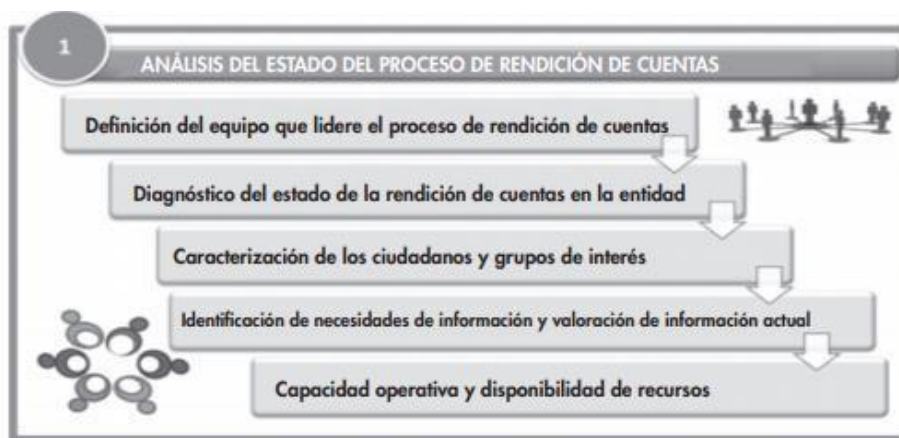 1
ANÁLISIS DEL ESTADO DEL PROCESO DE RENDICIÓN DE CUENTAS
Definición del equipo que lidere el proceso de rendición de cuentas
Diagnóstico del estado de la rendición de cuentas en la entidad
Caracterización de los ciudadanos y grupos de interés
Identificación de necesidades de información y valoración de información actual
Capacidad operativa y disponibilidad de recursos